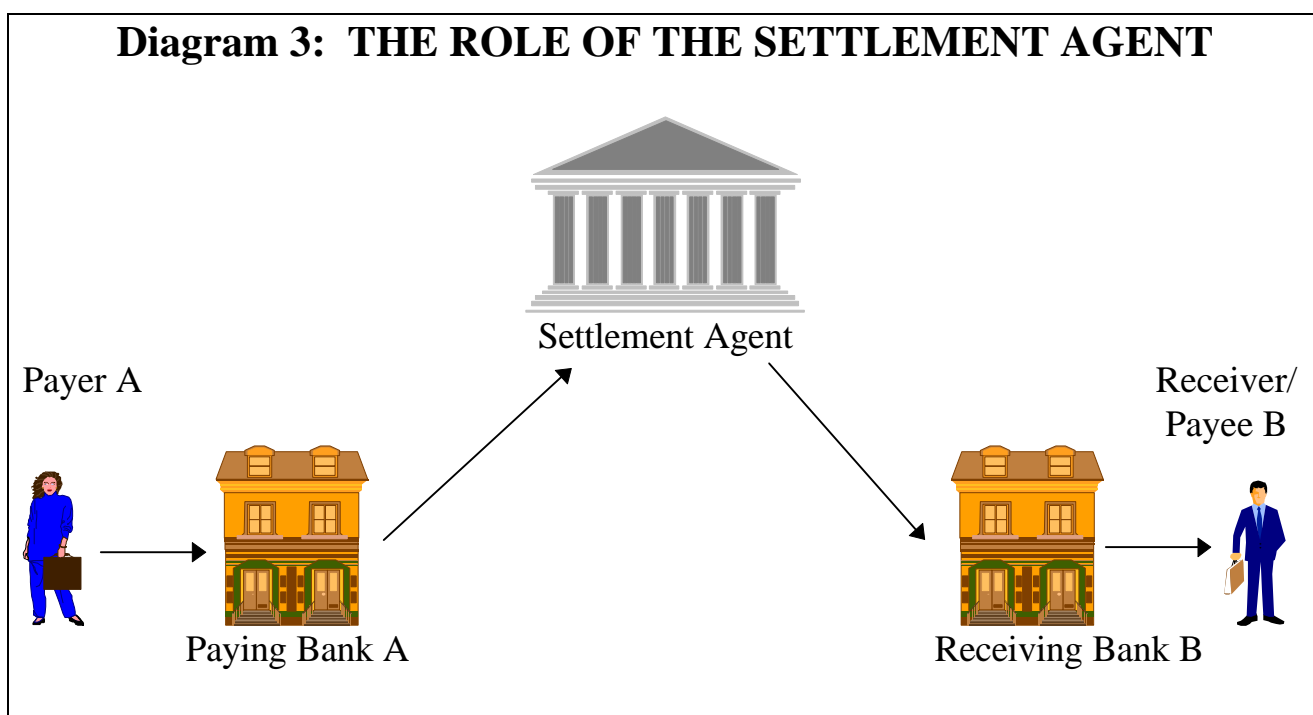 Diagram 3: THE ROLE OF THE SETTLEMENT AGENT
Settlement Agent
Payer A
Receiver/
Payee B
Paying Bank A
Receiving Bank B